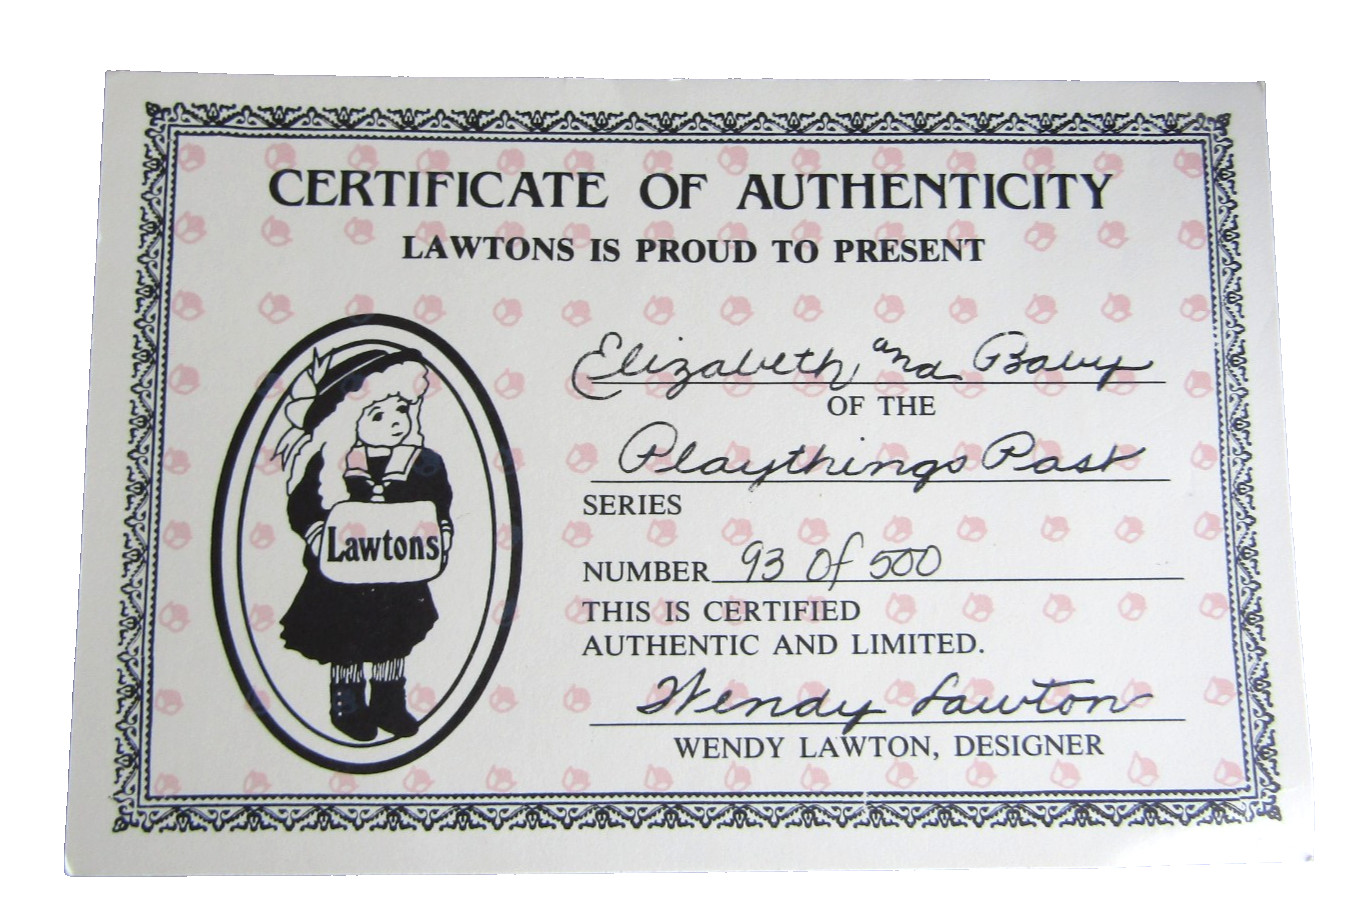 CERTIFICATE OF AUTHENTICITY
LAWTONS IS PROUD TO PRESENT
Elizabeth and Baby
OF THE
Playthings Past
SERIES
Lawtons
NUMBER 93 Of 500
THIS IS CERTIFIED
AUTHENTIC AND LIMITED.
Wendy Lawton
WENDY LAWTON, DESIGNER